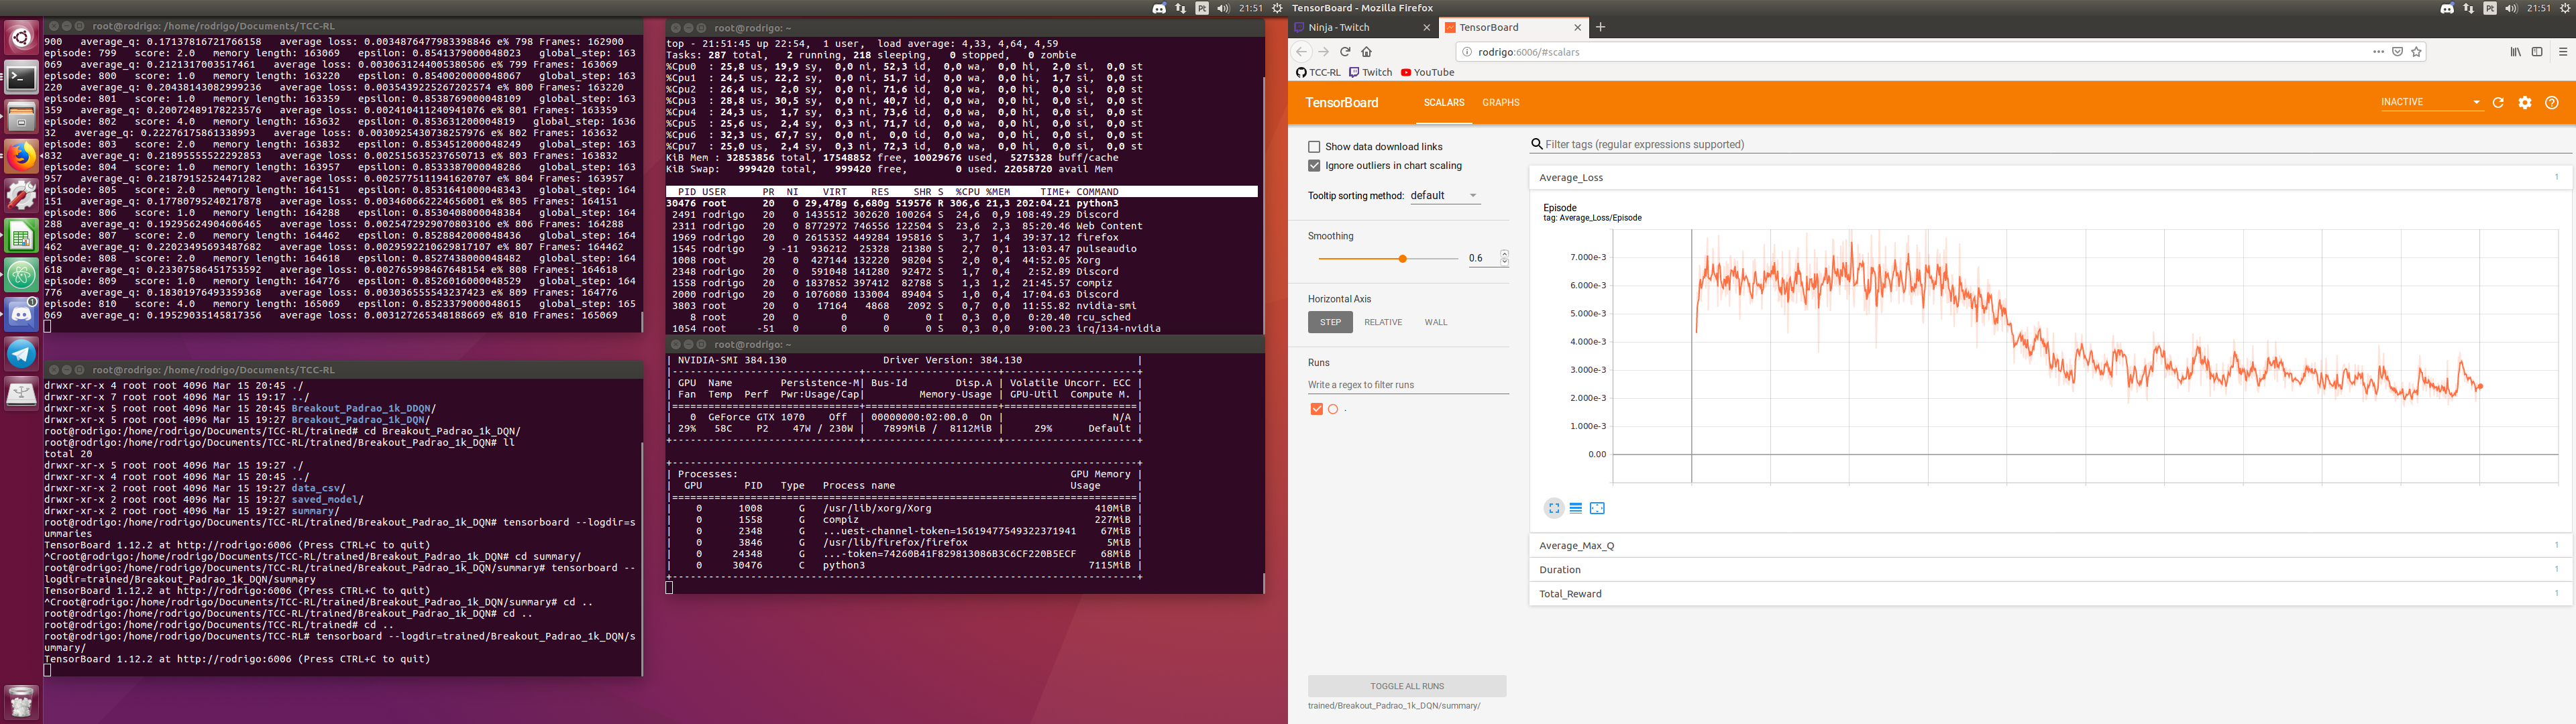 21:51
TensorBoard - Mozilla Firefox
21:51
root@rodrigo: /home/rodrigo/Documents/TCC-RL
900   average_q: 0.17137816721766158   average loss: 0.0034876477983398846 e% 798 Frames: 162900
episode: 799   score: 1.0   memory length: 163069   epsilon: 0.8541379000048023   global_step: 163
069   average_q: 0.2121317003517461   average loss: 0.0030631244005380506 e% 799 Frames: 163069
episode: 800   score: 1.0   memory length: 163220   epsilon: 0.8540020000048067   global_step: 163
220   average_q: 0.20438143082999236   average loss: 0.0035439225267202574 e% 800 Frames: 163220
episode: 801   score: 1.0   memory length: 163359   epsilon: 0.8538769000048109   global_step: 163
359   average_q: 0.20072489178223576   average loss: 0.0024104112404941076 e% 801 Frames: 163359
episode: 802   score: 4.0   memory length: 163632   epsilon: 0.853631200004819   global_step: 1636
32   average_q: 0.222761758613389​93   average loss: 0.0030925430738257976 e% 802 Frames: 163632
episode: 803   score: 2.0   memory length: 163832   epsilon: 0.8534512000048249   global_step: 163
832   average_q: 0.21895555522292853   average loss: 0.002515635237650713 e% 803 Frames: 163832
episode: 804   score: 1.0   memory length: 163957   epsilon: 0.8533387000048286   global_step: 163
957   average_q: 0.2187915252447128​2   average loss: 0.0025775111941620707 e% 804 Frames: 163957
episode: 805   score: 2.0   memory length: 164151   epsilon: 0.8531641000048343   global_step: 164
151   average_q: 0.17780795240217878   average loss: 0.003460662224656001 e% 805 Frames: 164151
episode: 806   score: 1.0   memory length: 164288   epsilon: 0.8530408000048384   global_step: 164
288   average_q: 0.19295624904606465   average loss: 0.0025472929070803106 e% 806 Frames: 164288
episode: 807   score: 2.0   memory length: 164462   epsilon: 0.8528842000048436   global_step: 164
462   average_q: 0.22023495693487682   average loss: 0.0029592210629817107 e% 807 Frames: 164462
episode: 808   score: 2.0   memory length: 164618   epsilon: 0.8527438000048482   global_step: 164
618   average_q: 0.23307586451753592   average loss: 0.002765998467648154 e% 808 Frames: 164618
episode: 809   score: 1.0   memory length: 164776   epsilon: 0.8526016000048529   global_step: 164
776   average_q: 0.18301976493359368   average loss: 0.003036555543237423 e% 809 Frames: 164776
episode: 810   score: 4.0   memory length: 165069   epsilon: 0.8523379000048615   global_step: 165
069   average_q: 0.19529035145817356   average loss: 0.003127265348188669 e% 810 Frames: 165069
root@rodrigo: /home/rodrigo/Documents/TCC-RL
drwxr-xr-x 4 root root 4096 Mar 15 20:45 ./
drwxr-xr-x 7 root root 4096 Mar 15 19:17 ../
drwxr-xr-x 5 root root 4096 Mar 15 20:45 Breakout_Padrao_1k_DDQN/
drwxr-xr-x 5 root root 4096 Mar 15 19:27 Breakout_Padrao_1k_DQN/
root@rodrigo:/home/rodrigo/Documents/TCC-RL/trained# cd Breakout_Padrao_1k_DQN/
root@rodrigo:/home/rodrigo/Documents/TCC-RL/trained/Breakout_Padrao_1k_DQN# ll
total 20
drwxr-xr-x 5 root root 4096 Mar 15 19:27 ./
drwxr-xr-x 4 root root 4096 Mar 15 20:45 ../
drwxr-xr-x 2 root root 4096 Mar 15 19:27 data_csv/
drwxr-xr-x 2 root root 4096 Mar 15 19:27 saved_model/
drwxr-xr-x 2 root root 4096 Mar 15 19:27 summary/
root@rodrigo:/home/rodrigo/Documents/TCC-RL/trained/Breakout_Padrao_1k_DQN# tensorboard --logdir=s
ummaries
TensorBoard 1.12.2 at http://rodrigo:6006 (Press CTRL+C to quit)
^Croot@rodrigo:/home/rodrigo/Documents/TCC-RL/trained/Breakout_Padrao_1k_DQN# cd summary/
root@rodrigo:/home/rodrigo/Documents/TCC-RL/trained/Breakout_Padrao_1k_DQN/summary# tensorboard --
logdir=trained/Breakout_Padrao_1k_DQN/summary
TensorBoard 1.12.2 at http://rodrigo:6006 (Press CTRL+C to quit)
^Croot@rodrigo:/home/rodrigo/Documents/TCC-RL/trained/Breakout_Padrao_1k_DQN/summary# cd ..
root@rodrigo:/home/rodrigo/Documents/TCC-RL/trained/Breakout_Padrao_1k_DQN# cd ..
root@rodrigo:/home/rodrigo/Documents/TCC-RL/trained# cd ..
root@rodrigo:/home/rodrigo/Documents/TCC-RL# tensorboard --logdir=trained/Breakout_Padrao_1k_DQN/s
ummary/
TensorBoard 1.12.2 at http://rodrigo:6006 (Press CTRL+C to quit)
root@rodrigo: ~
top - 21:51:45 up 22:54,  1 user,  load average: 4,33, 4,64, 4,59
Tasks: 287 total,   2 running, 218 sleeping,   0 stopped,   0 zombie
%Cpu0  : 25,8 us, 19,9 sy,  0,0 ni, 52,3 id,  0,0 wa,  0,0 hi,  2,0 si,  0,0 st
%Cpu1  : 24,5 us, 22,2 sy,  0,0 ni, 51,7 id,  0,0 wa,  0,0 hi,  1,7 si,  0,0 st
%Cpu2  : 26,4 us,  2,0 sy,  0,0 ni, 71,6 id,  0,0 wa,  0,0 hi,  0,0 si,  0,0 st
%Cpu3  : 28,8 us, 30,5 sy,  0,0 ni, 40,7 id,  0,0 wa,  0,0 hi,  0,0 si,  0,0 st
%Cpu4  : 24,3 us,  1,7 sy,  0,3 ni, 73,6 id,  0,0 wa,  0,0 hi,  0,0 si,  0,0 st
%Cpu5  : 25,6 us,  2,4 sy,  0,3 ni, 71,7 id,  0,0 wa,  0,0 hi,  0,0 si,  0,0 st
%Cpu6  : 32,3 us, 67,7 sy,  0,0 ni,  0,0 id,  0,0 wa,  0,0 hi,  0,0 si,  0,0 st
%Cpu7  : 25,0 us,  2,4 sy,  0,3 ni, 72,3 id,  0,0 wa,  0,0 hi,  0,0 si,  0,0 st
KiB Mem : 32853856 total, 17548852 free, 10029676 used,  5275328 buff/cache
KiB Swap:   999420 total,   999420 free,        0 used. 22058720 avail Mem
PID USER      PR  NI    VIRT    RES    SHR S  %CPU %MEM     TIME+ COMMAND
30476 root      20   0 29,478g 6,680g 519576 R 306,6 21,3 202:04.21 python3
2491 rodrigo   20   0 1435512 302620 100264 S  24,6  0,9 108:49.29 Discord
2311 rodrigo   20   0 8772972 746556 122504 S  23,6  2,3  85:20.46 Web Content
1969 rodrigo   20   0 2615352 449284 195816 S   3,7  1,4  39:37.12 firefox
1545 rodrigo    9 -11  936212  25328  21380 S   2,7  0,1  13:03.47 pulseaudio
1008 root      20   0  427144 132220  98204 S   2,0  0,4  44:52.05 Xorg
2348 rodrigo   20   0  591048 141280  92472 S   1,7  0,4   2:52.89 Discord
1558 rodrigo   20   0 1837852 397412  82788 S   1,3  1,2  21:45.57 compiz
2000 rodrigo   20   0 1076080 133004  89404 S   1,0  0,4  17:04.63 Discord
3803 root      20   0   17164   4868   2092 S   0,7  0,0  11:55.82 nvidia-smi
8 root      20   0       0      0      0 I   0,3  0,0   0:20.40 rcu_sched
1054 root     -51   0       0      0      0 S   0,3  0,0   9:00.23 irq/134-nvidia
root@rodrigo: ~
| NVIDIA-SMI 384.130                Driver Version: 384.130                   |
|-------------------------------+----------------------+----------------------+
| GPU  Name        Persistence-M| Bus-Id        Disp.A | Volatile Uncorr. ECC |
| Fan  Temp  Perf  Pwr:Usage/Cap|         Memory-Usage | GPU-Util  Compute M. |
|===============================+======================+======================|
|   0  GeForce GTX 1070    Off  | 00000000:02:00.0  On |                  N/A |
| 29%   58C    P2    47W / 230W |   7899MiB /  8112MiB |     29%      Default |
+-------------------------------+----------------------+----------------------+
+-----------------------------------------------------------------------------+
| Processes:                                                       GPU Memory |
|  GPU       PID   Type   Process name                             Usage      |
|=============================================================================|
|    0      1008      G   /usr/lib/xorg/Xorg                           410MiB |
|    0      1558      G   compiz                                       227MiB |
|    0      2348      G   ...uest-channel-token=15619477549322371941    67MiB |
|    0      3846      G   /usr/lib/firefox/firefox                       5MiB |
|    0     24348      G   ...-token=74260B41F829813086B3C6CF220B5ECF    68MiB |
|    0     30476      C   python3                                     7115MiB |
+-----------------------------------------------------------------------------+
Ninja - Twitch
TensorBoard
rodrigo:6006/#scalars
TCC-RL Twitch YouTube
TensorBoard SCALARS GRAPHS INACTIVE
Show data download links
Ignore outliers in chart scaling
Tooltip sorting method: default
Smoothing
0.6
Horizontal Axis
STEP RELATIVE WALL
Runs
Write a regex to filter runs
.
TOGGLE ALL RUNS
trained/Breakout_Padrao_1k_DQN/summary/
Filter tags (regular expressions supported)
Average_Loss 1
Episode
tag: Average_Loss/Episode
7.000e-3
6.000e-3
5.000e-3
4.000e-3
3.000e-3
2.000e-3
1.000e-3
0.00
Average_Max_Q 1
Duration 1
Total_Reward 1